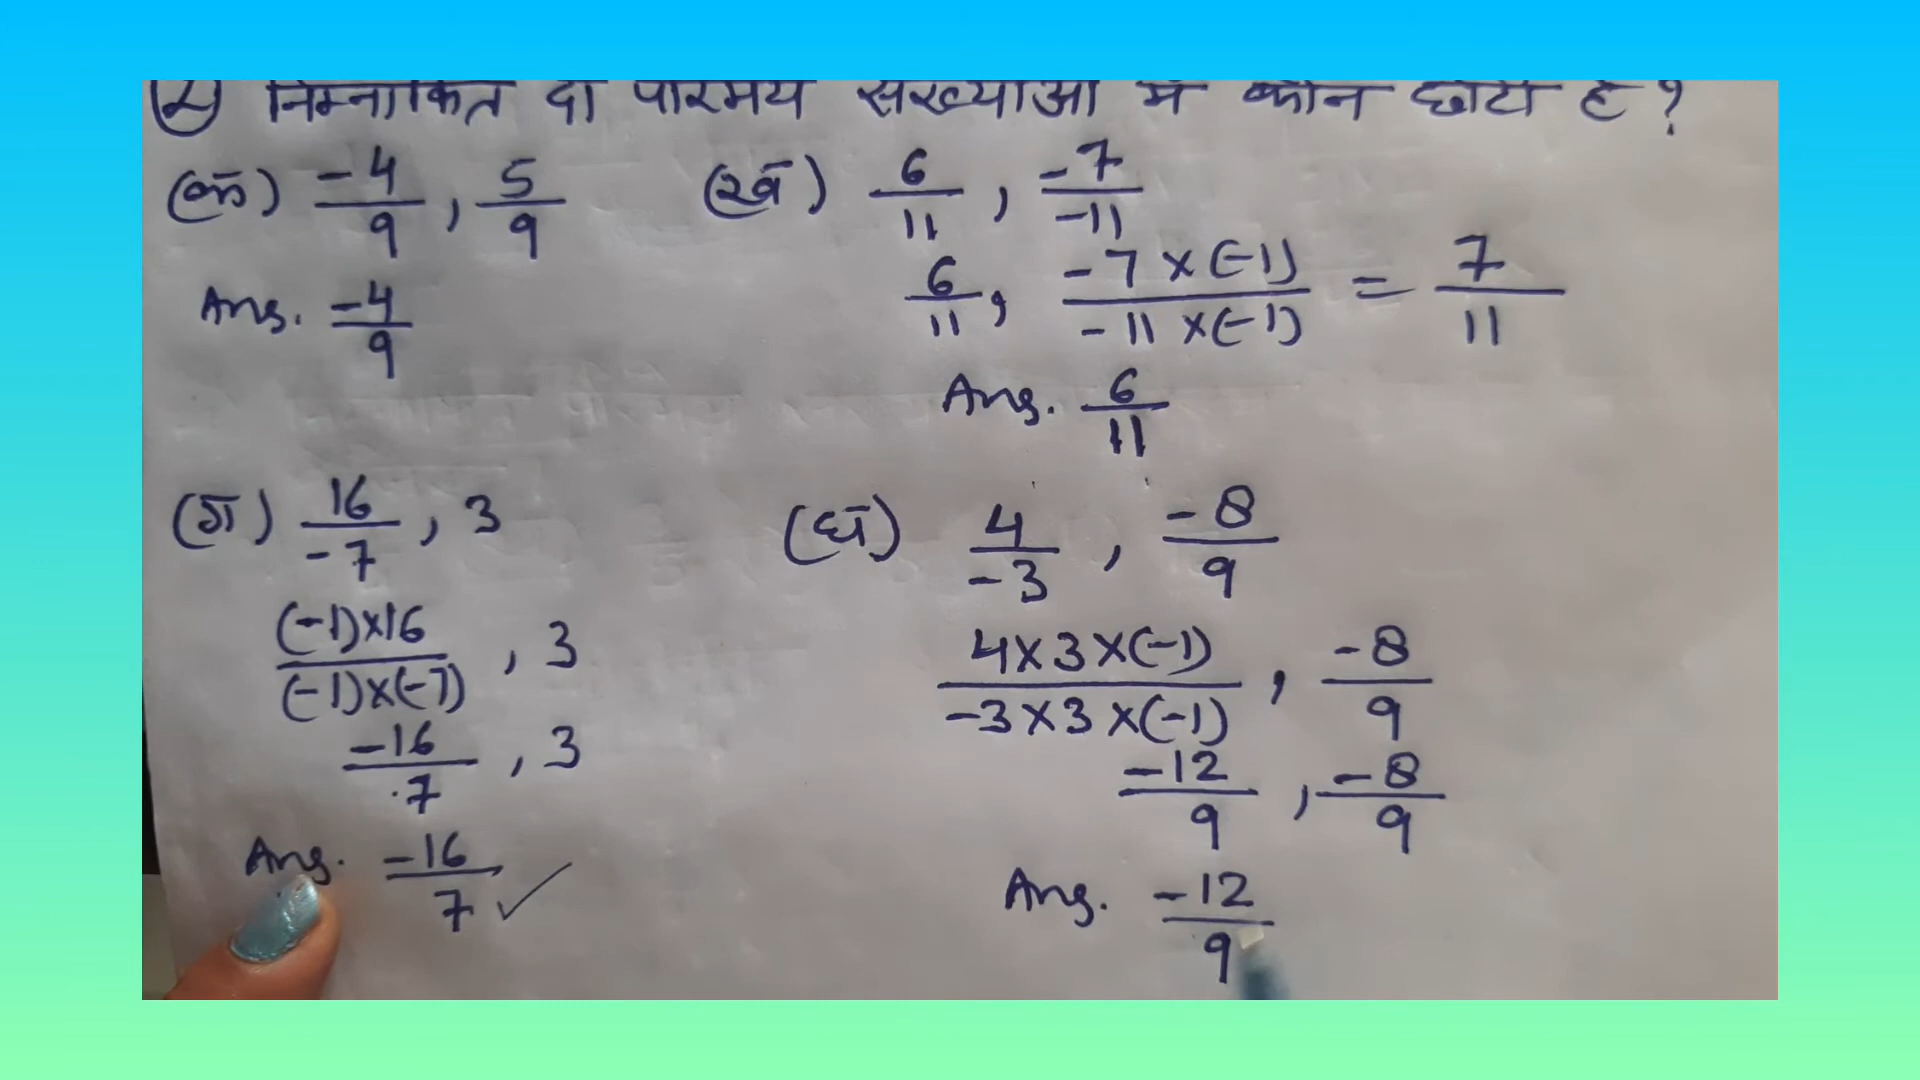 (2) निम्नांकित दो परिमेय संख्याओं में कौन छोटी है ?
(क) -4/9 , 5/9
Ans. -4/9
(ख) 6/11 , -7/-11
6/11 , -7×(-1)/-11×(-1) = 7/11
Ans. 6/11
(ग) 16/-7 , 3
(-1)×16/(-1)×(-7) , 3
-16/7 , 3
Ans. -16/7 ✓
(घ) 4/-3 , -8/9
4×3×(-1)/-3×3×(-1) , -8/9
-12/9 , -8/9
Ans. -12/9